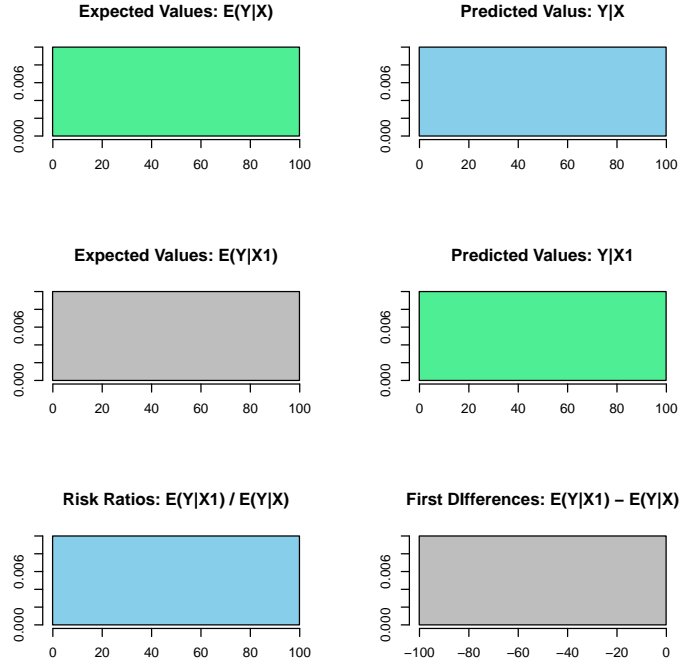 Expected Values: E(Y|X)
Predicted Valus: Y|X
0.000 0.006
0 20 40 60 80 100
0.000 0.006
0 20 40 60 80 100
Expected Values: E(Y|X1)
Predicted Values: Y|X1
0.000 0.006
0 20 40 60 80 100
0.000 0.006
0 20 40 60 80 100
Risk Ratios: E(Y|X1) / E(Y|X)
First DIfferences: E(Y|X1) − E(Y|X)
0.000 0.006
0 20 40 60 80 100
0.000 0.006
−100 −80 −60 −40 −20 0